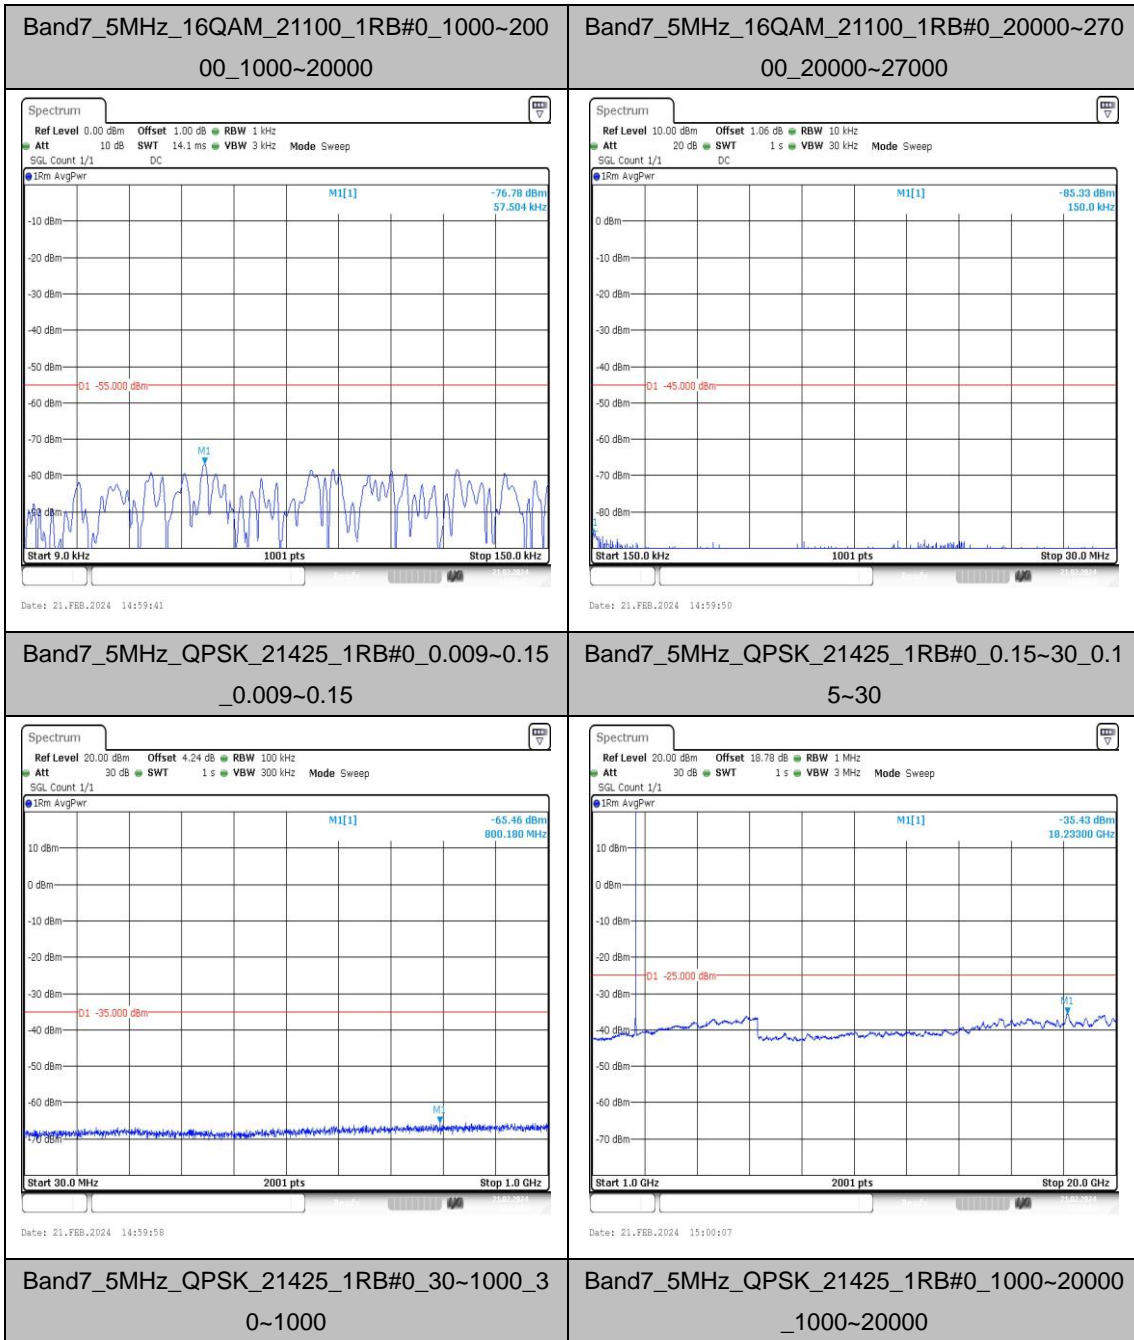 Band7_5MHz_16QAM_21100_1RB#0_1000~200
00_1000~20000
Band7_5MHz_16QAM_21100_1RB#0_20000~270
00_20000~27000
Spectrum
Ref Level 0.00 dBm Offset 1.00 dB RBW 1 kHz
Att 10 dB SWT 14.1 ms VBW 3 kHz Mode Sweep
SGL Count 1/1 DC
1Rm AvgPwr
M1[1] -76.78 dBm
57.504 kHz
-10 dBm
-20 dBm
-30 dBm
-40 dBm
-50 dBm
D1 -55.000 dBm
-60 dBm
-70 dBm
M1
-80 dBm
-90 dBm
Start 9.0 kHz 1001 pts Stop 150.0 kHz
Date: 21.FEB.2024 14:59:41
Spectrum
Ref Level 10.00 dBm Offset 1.06 dB RBW 10 kHz
Att 20 dB SWT 1 s VBW 30 kHz Mode Sweep
SGL Count 1/1 DC
1Rm AvgPwr
M1[1] -85.33 dBm
150.0 kHz
0 dBm
-10 dBm
-20 dBm
-30 dBm
-40 dBm
D1 -45.000 dBm
-50 dBm
-60 dBm
-70 dBm
-80 dBm
Start 150.0 kHz 1001 pts Stop 30.0 MHz
Date: 21.FEB.2024 14:59:50
Band7_5MHz_QPSK_21425_1RB#0_0.009~0.15
_0.009~0.15
Band7_5MHz_QPSK_21425_1RB#0_0.15~30_0.1
5~30
Spectrum
Ref Level 20.00 dBm Offset 4.24 dB RBW 100 kHz
Att 30 dB SWT 1 s VBW 300 kHz Mode Sweep
SGL Count 1/1
1Rm AvgPwr
M1[1] -65.46 dBm
800.180 MHz
10 dBm
0 dBm
-10 dBm
-20 dBm
-30 dBm
D1 -35.000 dBm
-40 dBm
-50 dBm
-60 dBm
M1
-70 dBm
Start 30.0 MHz 2001 pts Stop 1.0 GHz
Date: 21.FEB.2024 14:59:58
Spectrum
Ref Level 20.00 dBm Offset 18.78 dB RBW 1 MHz
Att 30 dB SWT 1 s VBW 3 MHz Mode Sweep
SGL Count 1/1
1Rm AvgPwr
M1[1] -35.43 dBm
18.23300 GHz
10 dBm
0 dBm
-10 dBm
-20 dBm
D1 -25.000 dBm
-30 dBm
M1
-40 dBm
-50 dBm
-60 dBm
-70 dBm
Start 1.0 GHz 2001 pts Stop 20.0 GHz
Date: 21.FEB.2024 15:00:07
Band7_5MHz_QPSK_21425_1RB#0_30~1000_3
0~1000
Band7_5MHz_QPSK_21425_1RB#0_1000~20000
_1000~20000